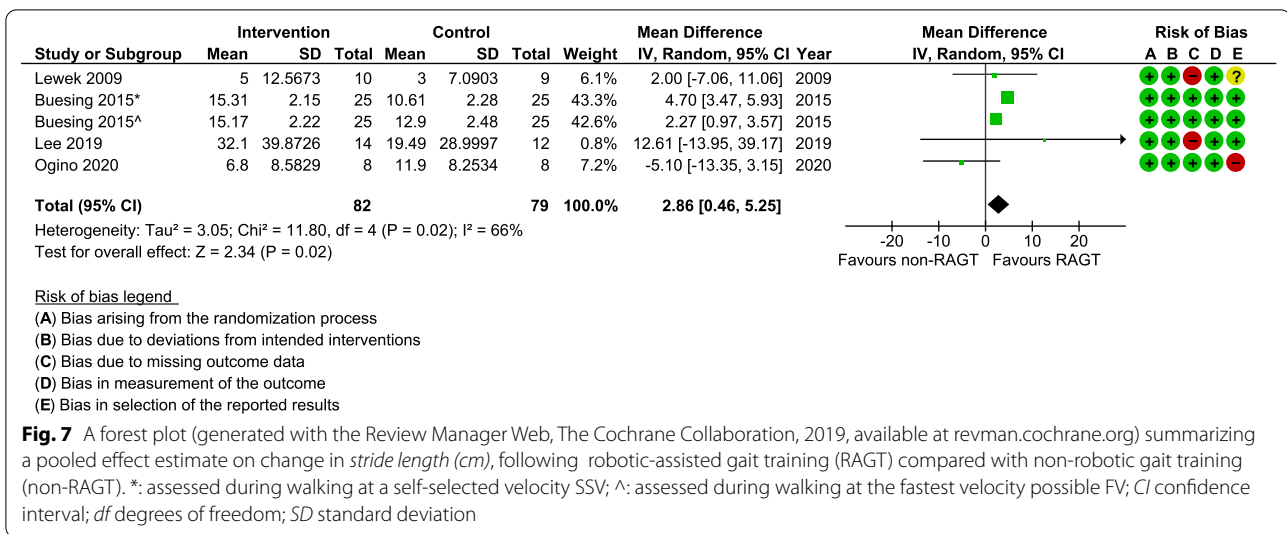 Intervention Control Mean Difference Mean Difference Risk of Bias
Study or Subgroup Mean SD Total Mean SD Total Weight IV, Random, 95% CI Year IV, Random, 95% CI A B C D E
Lewek 2009 5 12.5673 10 3 7.0903 9 6.1% 2.00 [-7.06, 11.06] 2009 + + − + ?
Buesing 2015* 15.31 2.15 25 10.61 2.28 25 43.3% 4.70 [3.47, 5.93] 2015 + + + + +
Buesing 2015^ 15.17 2.22 25 12.9 2.48 25 42.6% 2.27 [0.97, 3.57] 2015 + + + + +
Lee 2019 32.1 39.8726 14 19.49 28.9997 12 0.8% 12.61 [-13.95, 39.17] 2019 + + − + +
Ogino 2020 6.8 8.5829 8 11.9 8.2534 8 7.2% -5.10 [-13.35, 3.15] 2020 + + + + −
Total (95% CI) 82 79 100.0% 2.86 [0.46, 5.25]
Heterogeneity: Tau² = 3.05; Chi² = 11.80, df = 4 (P = 0.02); I² = 66%
Test for overall effect: Z = 2.34 (P = 0.02)
-20 -10 0 10 20
Favours non-RAGT Favours RAGT
Risk of bias legend
(A) Bias arising from the randomization process
(B) Bias due to deviations from intended interventions
(C) Bias due to missing outcome data
(D) Bias in measurement of the outcome
(E) Bias in selection of the reported results
Fig. 7 A forest plot (generated with the Review Manager Web, The Cochrane Collaboration, 2019, available at revman.cochrane.org) summarizing
a pooled effect estimate on change in stride length (cm), following robotic-assisted gait training (RAGT) compared with non-robotic gait training
(non-RAGT). *: assessed during walking at a self-selected velocity SSV; ^: assessed during walking at the fastest velocity possible FV; CI confidence
interval; df degrees of freedom; SD standard deviation